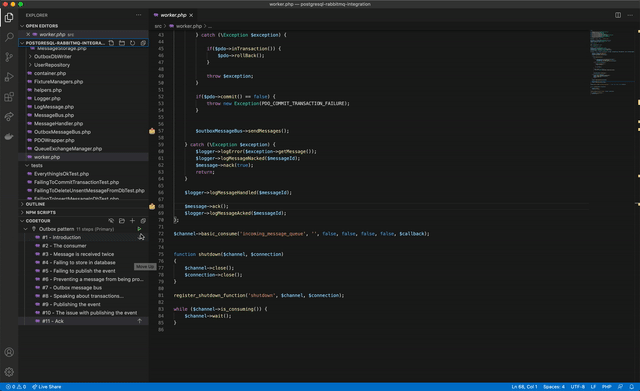 worker.php — postgresql-rabbitmq-integration
EXPLORER
OPEN EDITORS
worker.php src
POSTGRESQL-RABBITMQ-INTEGRA...
MessageStorage.php
OutboxDbWriter
UserRepository
container.php
FixtureManagers.php
helpers.php
Logger.php
LogMessage.php
MessageBus.php
MessageHandler.php
OutboxMessageBus.php
PDOWrapper.php
QueueExchangeManager.php
worker.php
tests
EverythingIsOkTest.php
FailingToCommitTransactionTest.php
FailingToDeleteUnsentMessageFromDbTest.php
OUTLINE
NPM SCRIPTS
CODETOUR
Outbox pattern 11 steps (Primary)
#1 - Introduction
#2 - The consumer
#3 - Message is received twice
#4 - Failing to store in database
#5 - Failing to publish the event
#6 - Preventing a message from being pro...
#7 - Outbox message bus
#8 - Speaking about transactions...
#9 - Publishing the event
#10 - The issue with publishing the event
#11 - Ack
Move Up
worker.php
src > worker.php > ...
43 } catch (\Exception $exception) {
44
45 if($pdo->inTransaction()) {
46 $pdo->rollBack();
47 }
48
49 throw $exception;
50 }
51
52 if($pdo->commit() == false) {
53 throw new Exception(PDO_COMMIT_TRANSACTION_FAILURE);
54 }
55
56
57 $outboxMessageBus->sendMessages();
58
59 } catch (\Exception $exception) {
60 $logger->logError($exception->getMessage());
61 $logger->logMessageNacked($messageId);
62 $message->nack(true);
63 return;
64 }
65
66 $logger->logMessageHandled($messageId);
67
68 $message->ack();
69 $logger->logMessageAcked($messageId);
70 };
71
72 $channel->basic_consume('incoming_message_queue', '', false, false, false, false, $callback);
73
74
75 function shutdown($channel, $connection)
76 {
77 $channel->close();
78 $connection->close();
79 }
80
81 register_shutdown_function('shutdown', $channel, $connection);
82
83 while ($channel->is_consuming()) {
84 $channel->wait();
85 }
86
0 0 Live Share
Ln 68, Col 1 Spaces: 4 UTF-8 LF PHP